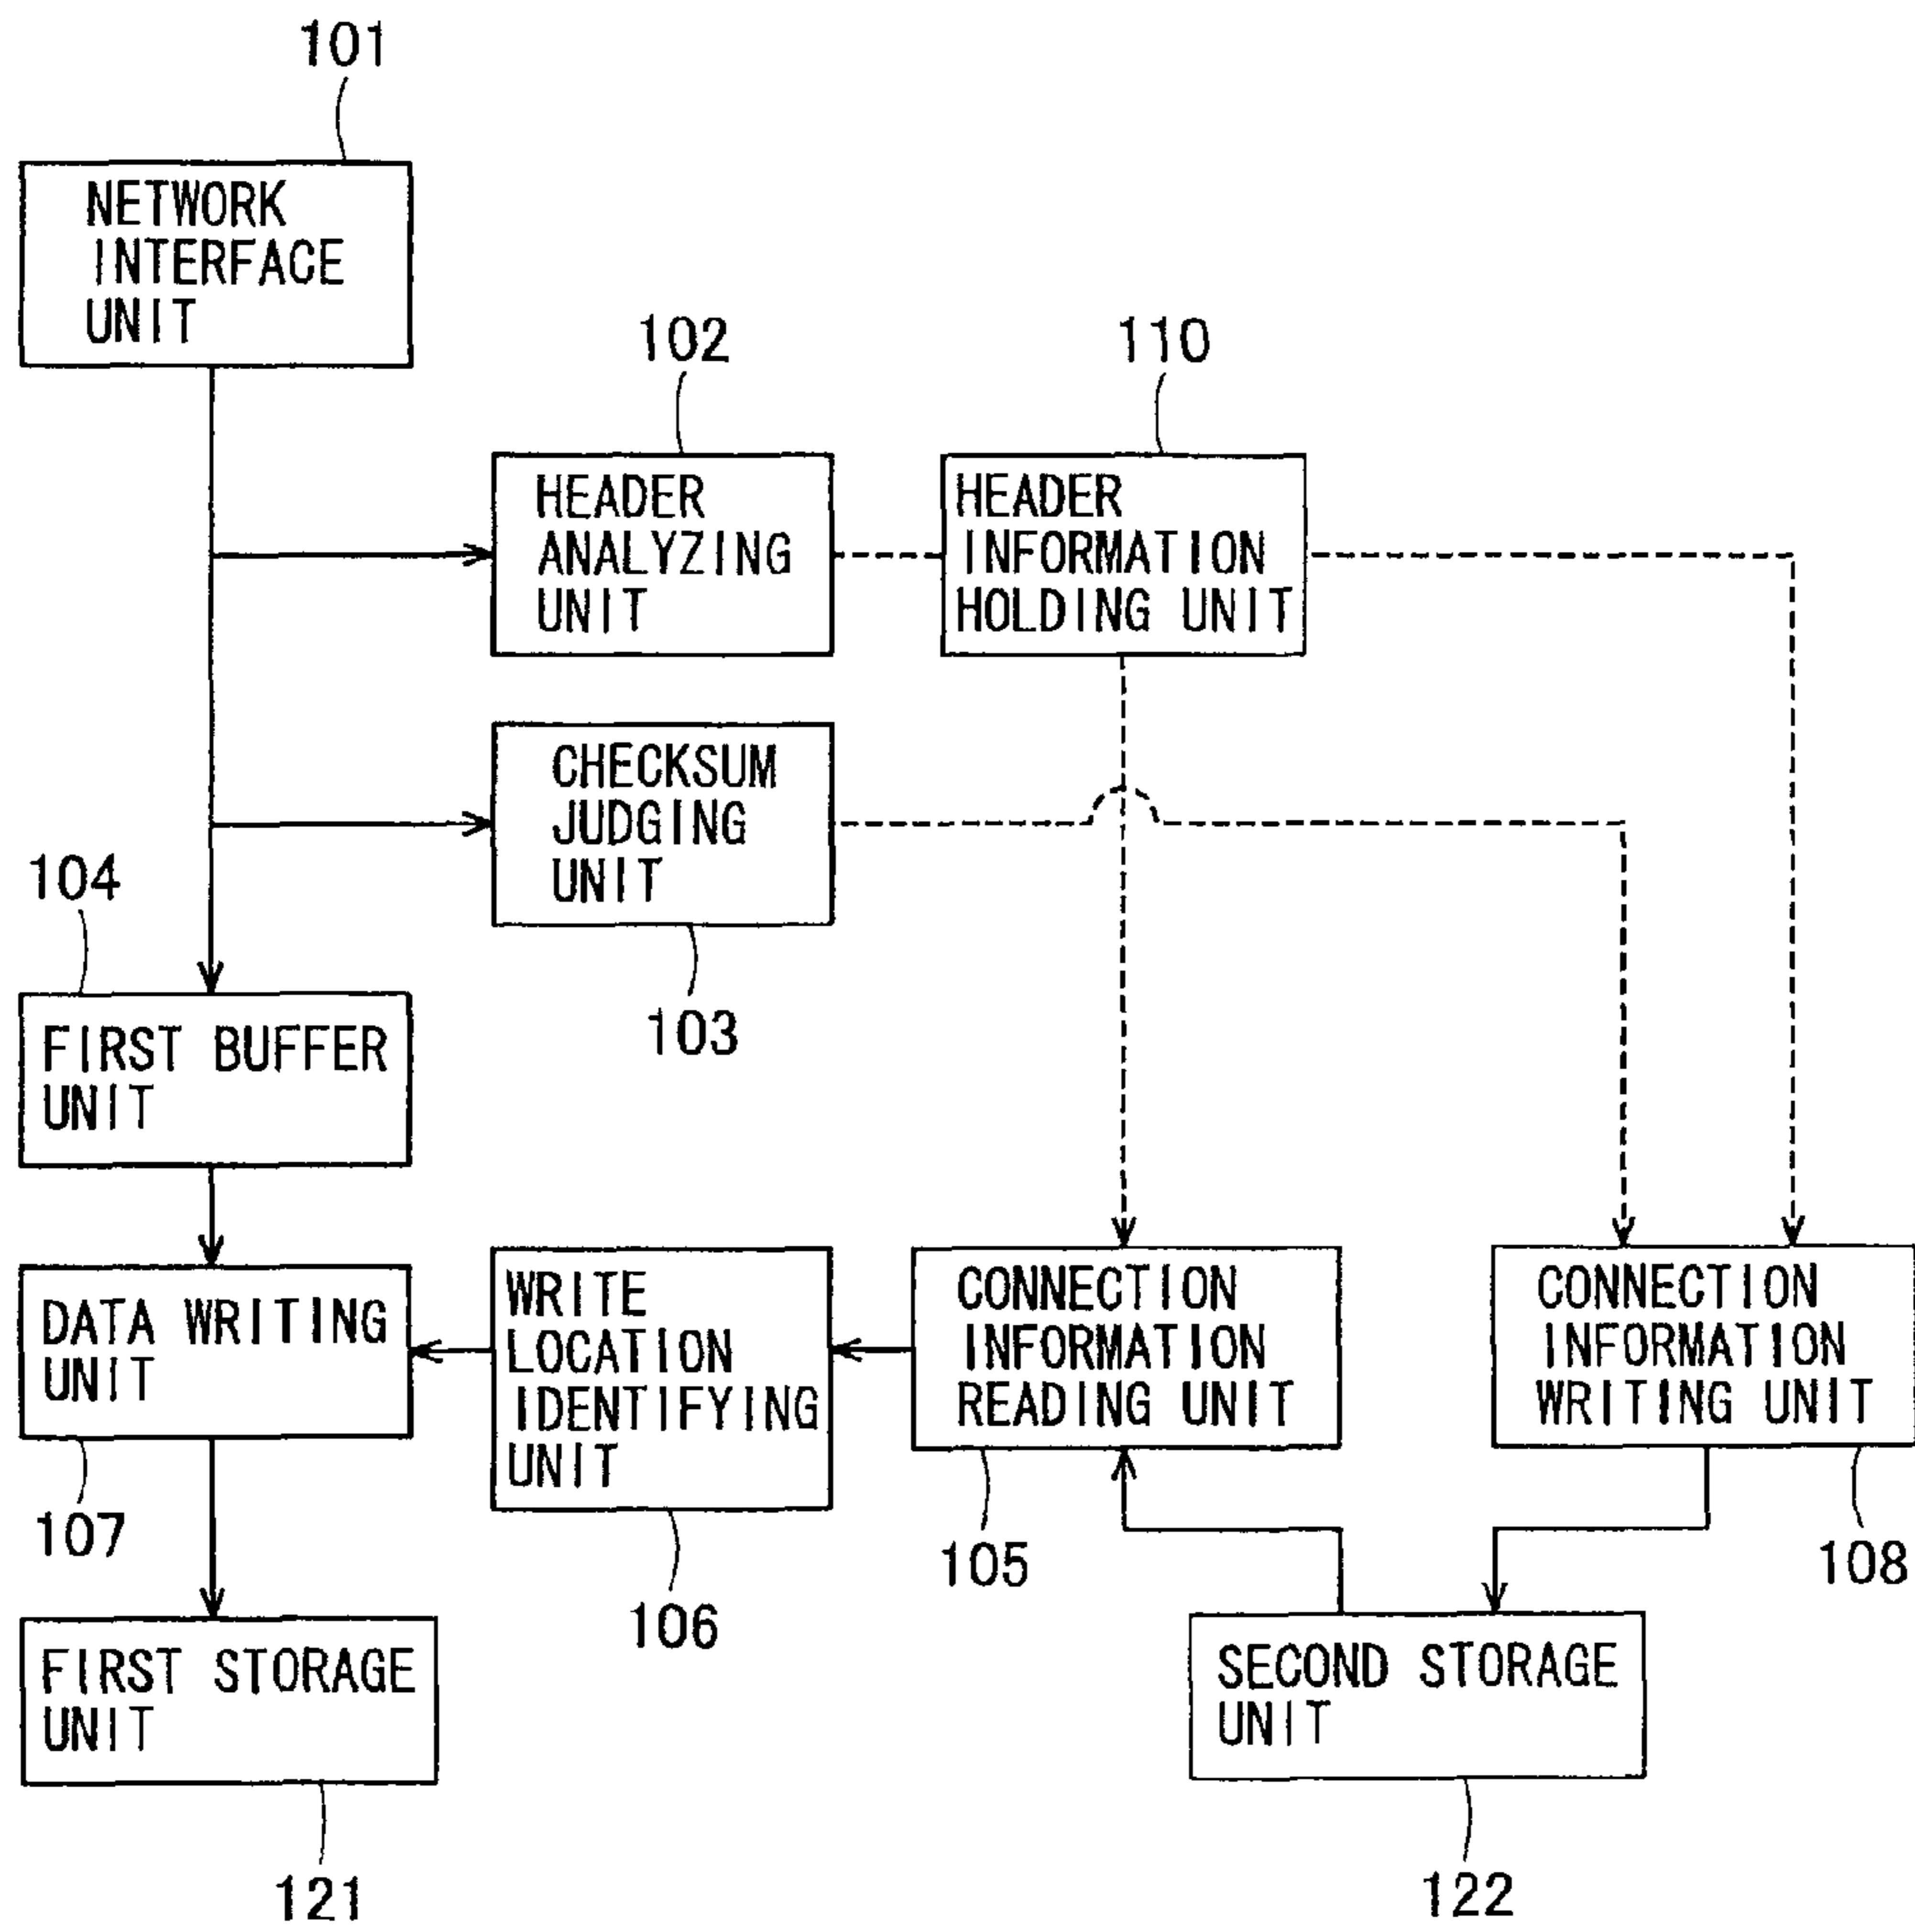 101
NETWORK
INTERFACE
UNIT
102
110
HEADER
ANALYZING
UNIT
HEADER
INFORMATION
HOLDING UNIT
CHECKSUM
JUDGING
UNIT
104
103
FIRST BUFFER
UNIT
DATA WRITING
UNIT
WRITE
LOCATION
IDENTIFYING
UNIT
CONNECTION
INFORMATION
READING UNIT
CONNECTION
INFORMATION
WRITING UNIT
107
105
108
106
FIRST STORAGE
UNIT
SECOND STORAGE
UNIT
121
122